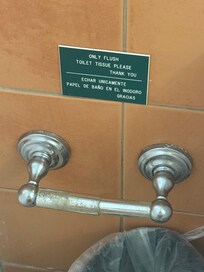 ONLY FLUSH
TOILET TISSUE PLEASE
THANK YOU
ECHAR UNICAMENTE
PAPEL DE BAÑO EN EL INODORO
GRACIAS